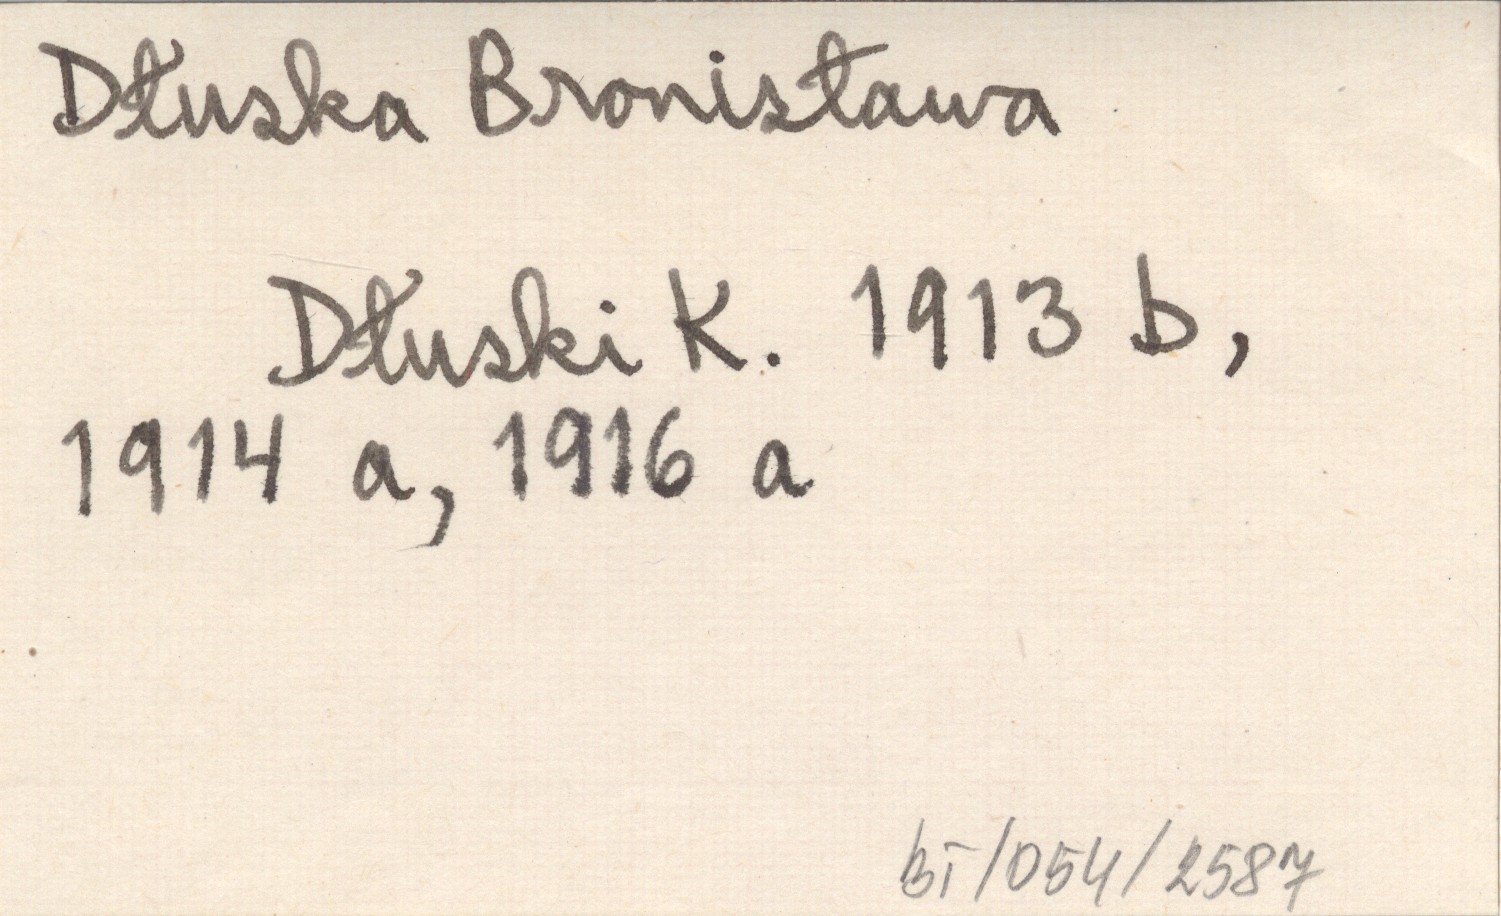 Dłuska Bronisława
Dłuski K. 1913 b,
1914 a, 1916 a
bI/054/2587